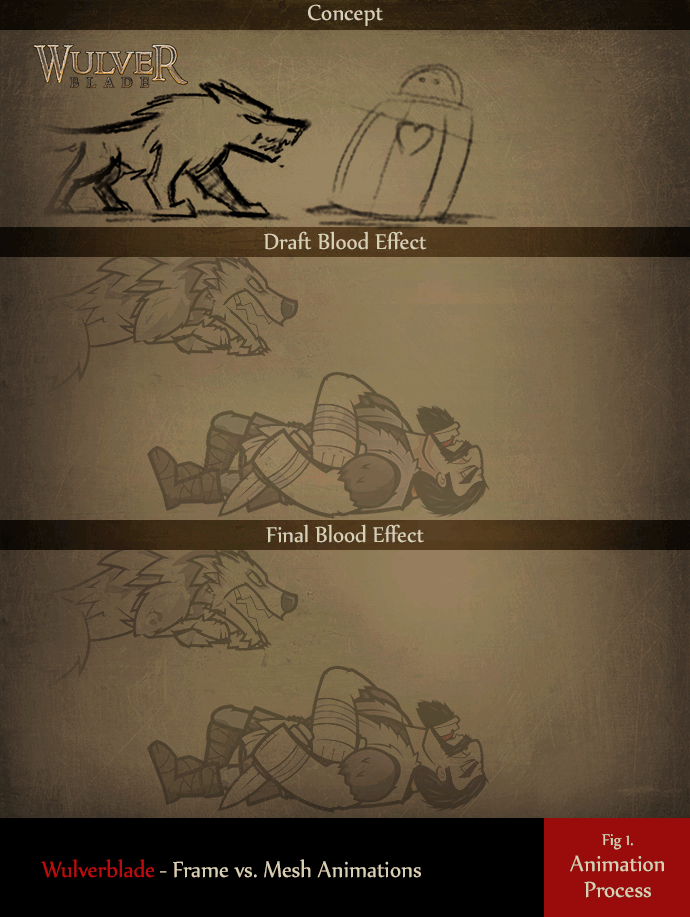 Concept
WULVER
BLADE
Draft Blood Effect
Final Blood Effect
Wulverblade - Frame vs. Mesh Animations
Fig 1.
Animation
Process